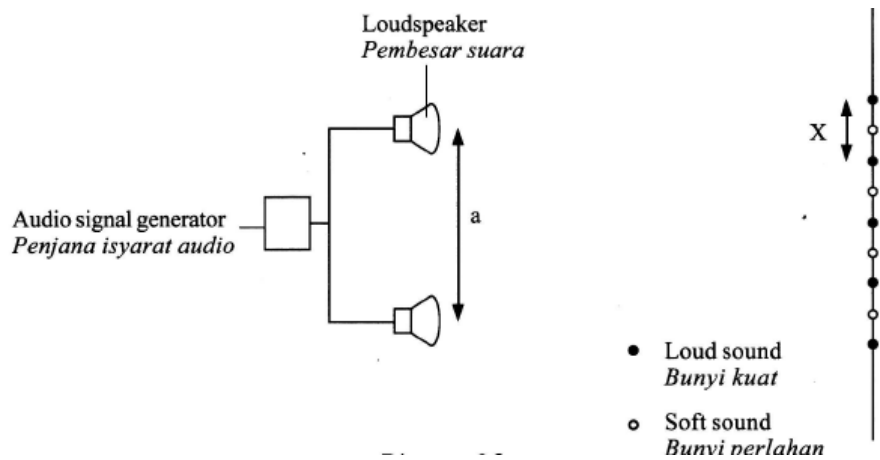 Loudspeaker
Pembesar suara
X
Audio signal generator
Penjana isyarat audio
a
Loud sound
Bunyi kuat
Soft sound
Bunyi perlahan